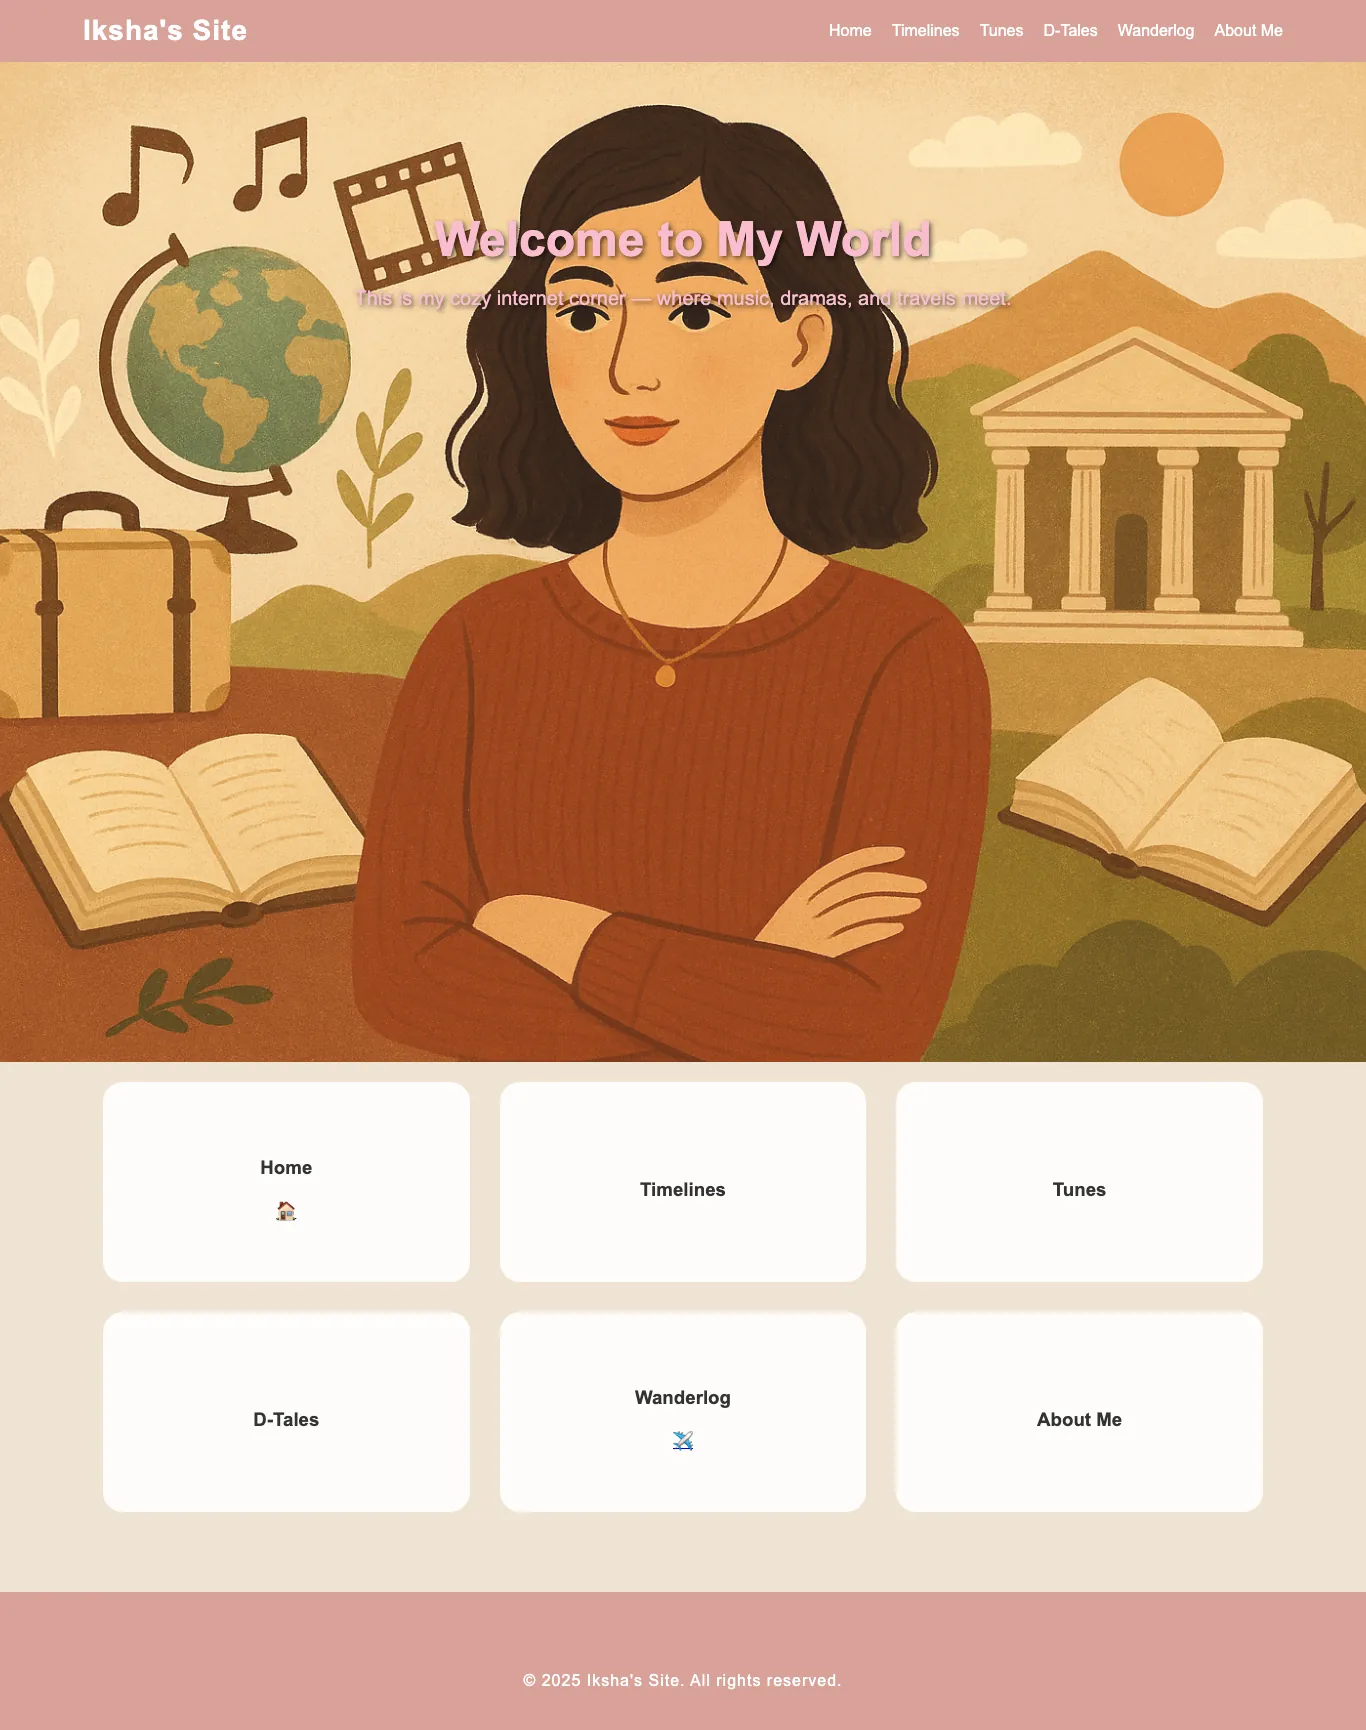 Iksha's Site
Home Timelines Tunes D-Tales Wanderlog About Me
Welcome to My World
This is my cozy internet corner — where music, dramas, and travels meet.
Home
Timelines
Tunes
D-Tales
Wanderlog
About Me
© 2025 Iksha's Site. All rights reserved.